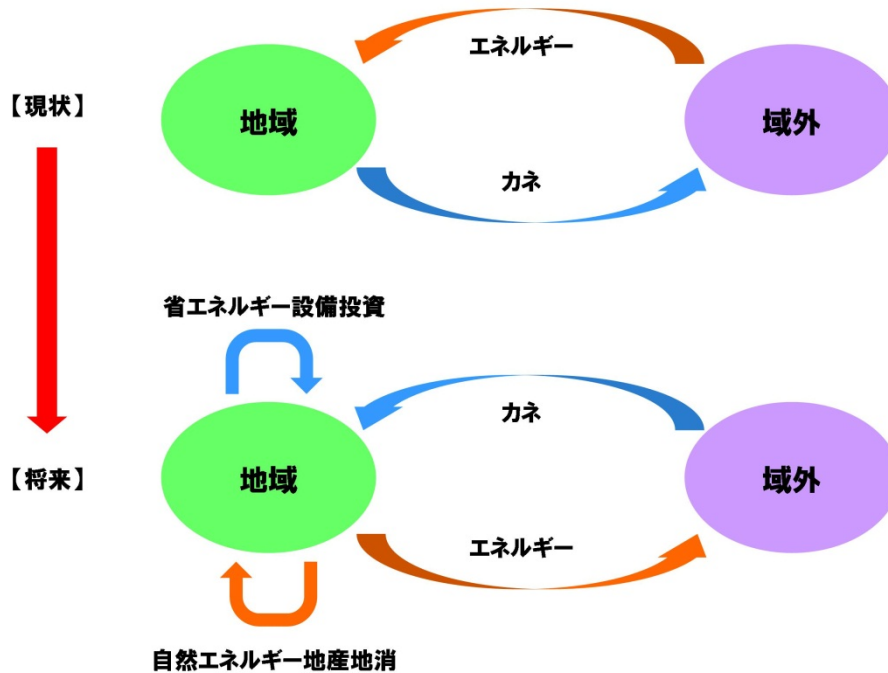 エネルギー
【現状】
地域
域外
カネ
省エネルギー設備投資
カネ
【将来】
地域
域外
エネルギー
自然エネルギー地産地消